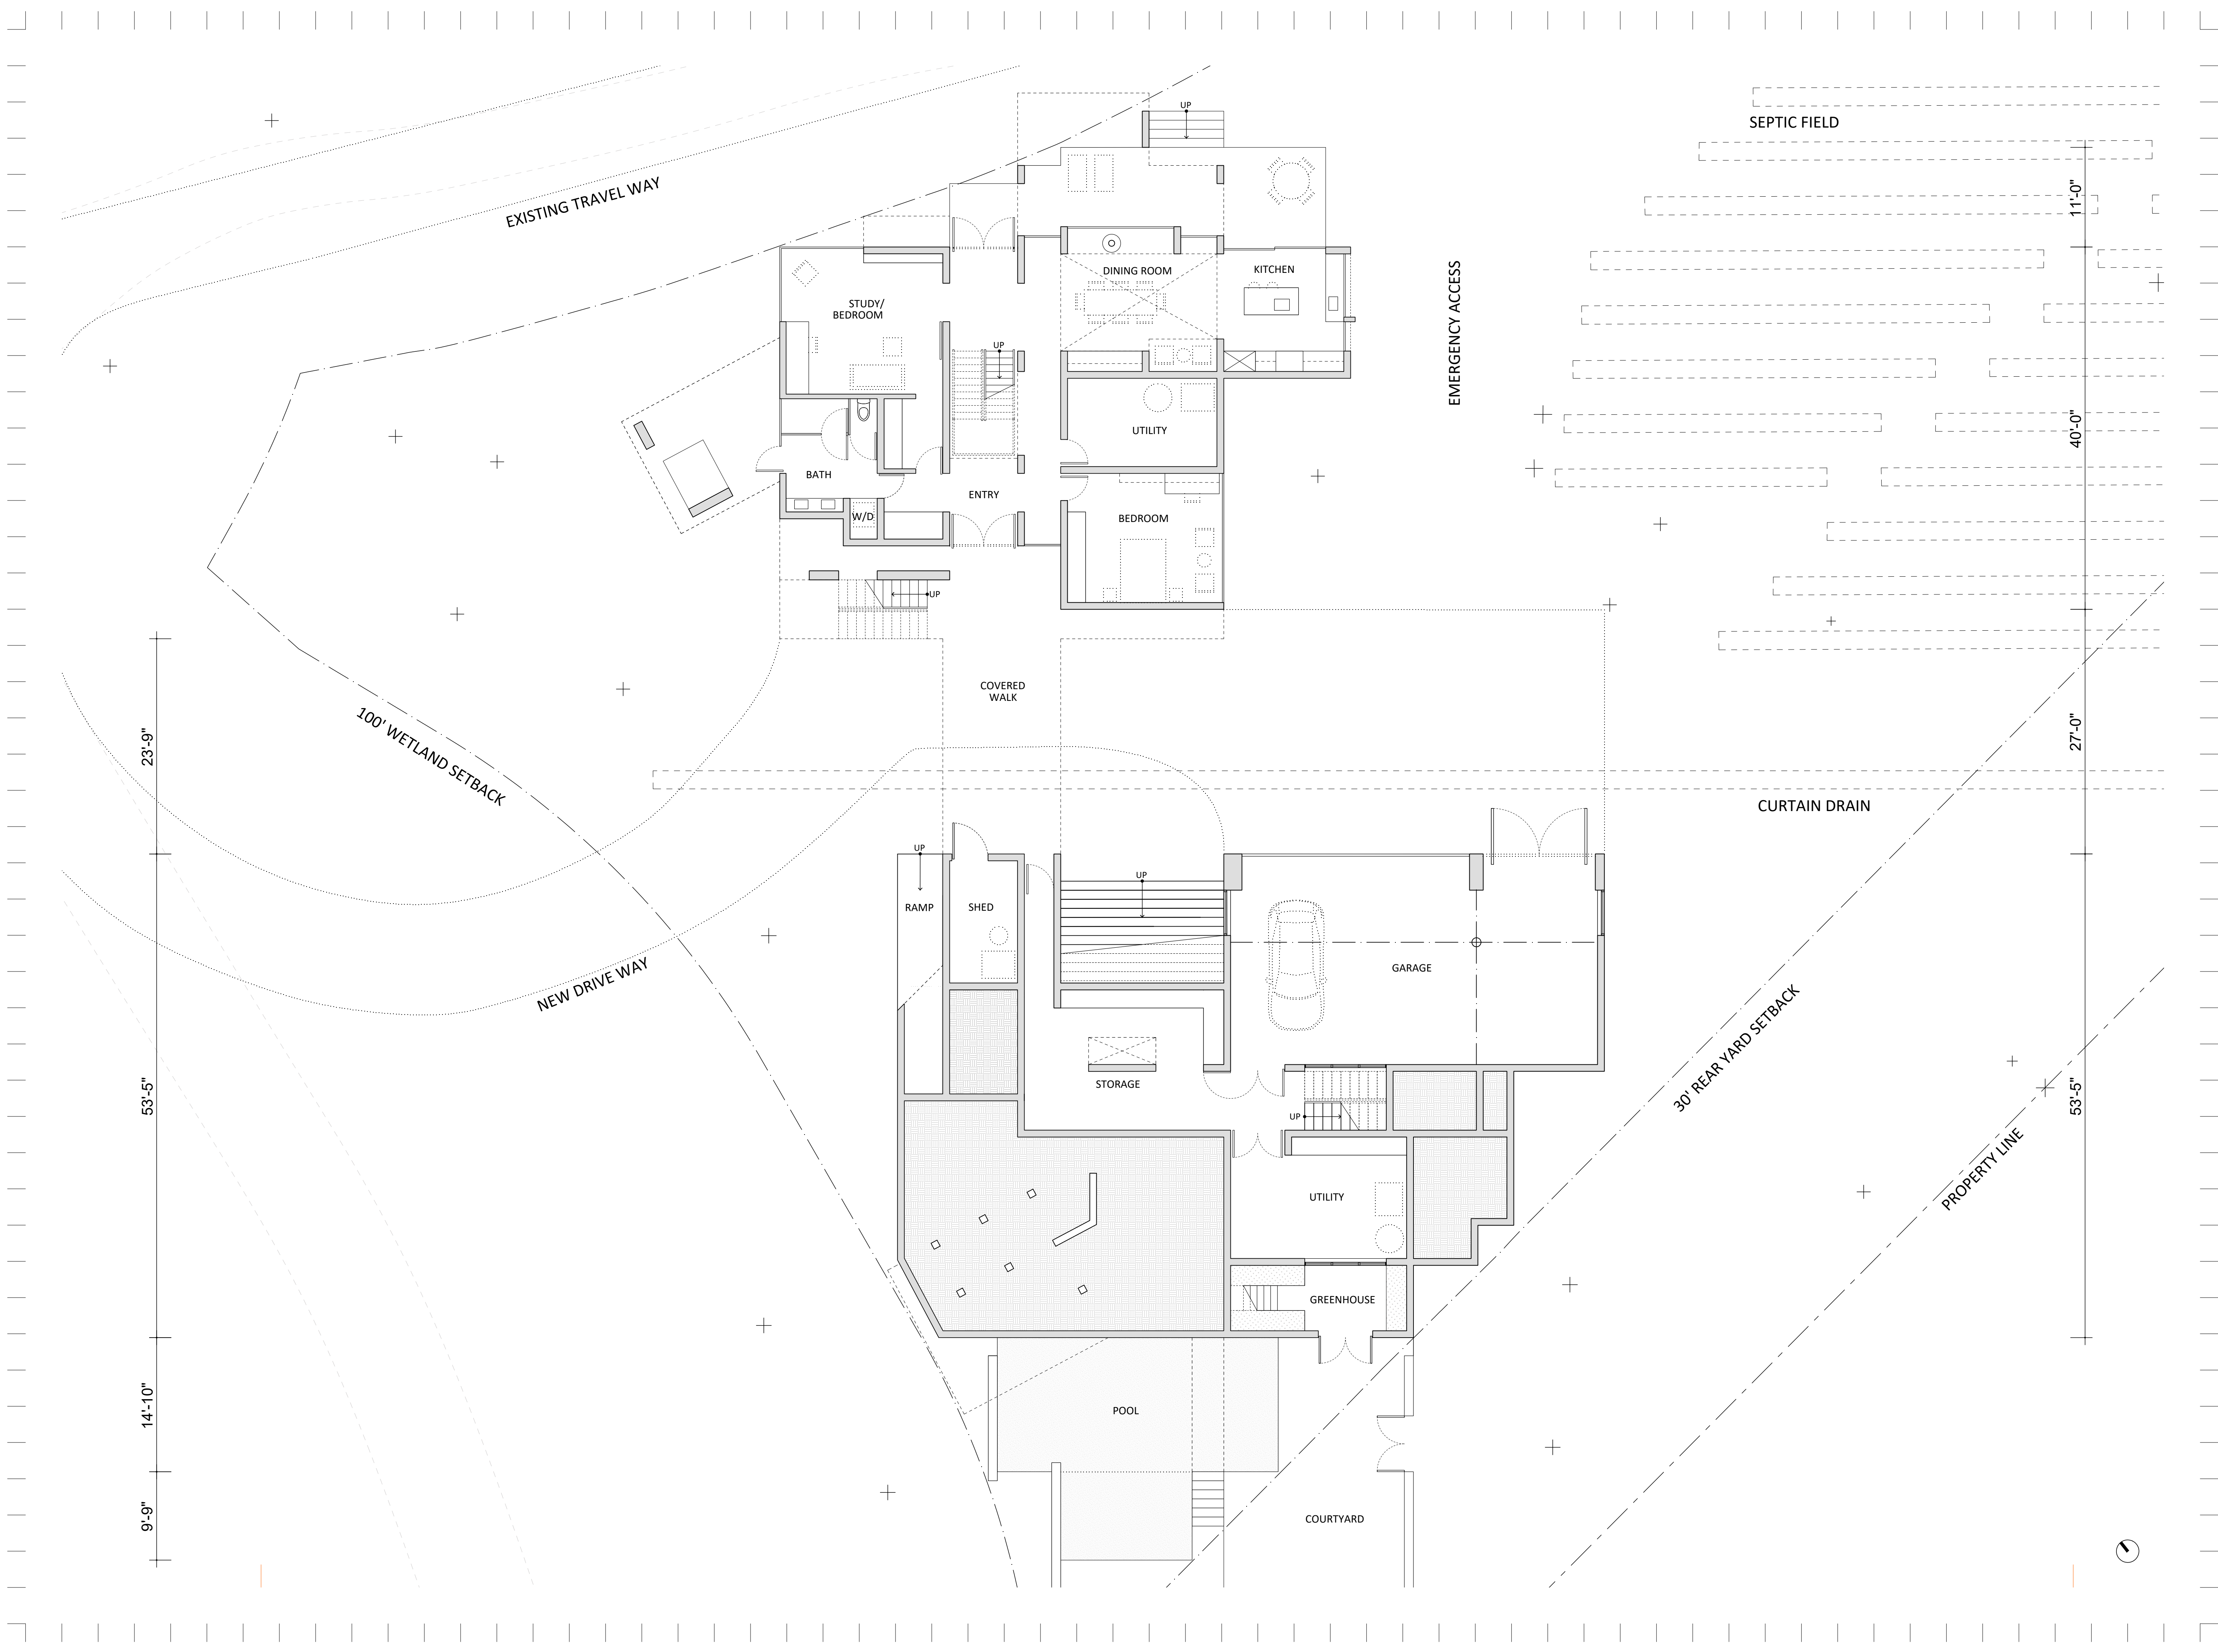 UP
SEPTIC FIELD
EXISTING TRAVEL WAY
11'-0"
DINING ROOM
KITCHEN
STUDY/
BEDROOM
EMERGENCY ACCESS
UP
UTILITY
40'-0"
BATH
ENTRY
W/D
BEDROOM
UP
COVERED
WALK
100' WETLAND SETBACK
23'-9"
27'-0"
CURTAIN DRAIN
UP
UP
RAMP
SHED
GARAGE
NEW DRIVE WAY
30' REAR YARD SETBACK
STORAGE
53'-5"
53'-5"
UP
PROPERTY LINE
UTILITY
GREENHOUSE
14'-10"
POOL
9'-9"
COURTYARD